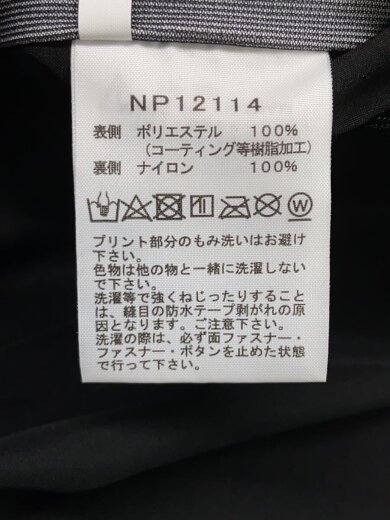 NP12114
表側 ポリエステル 100%
(コーティング等樹脂加工)
裏側 ナイロン 100%
W
プリント部分のもみ洗いはお避け
下さい。
色物は他の物と一緒に洗濯しない
で下さい。
洗濯等で強くねじったりすること
は、縫目の防水テープ剥がれの原
因となります。ご注意下さい。
洗濯の際は、必ず面ファスナー・
ファスナー・ボタンを止めた状態
で行って下さい。